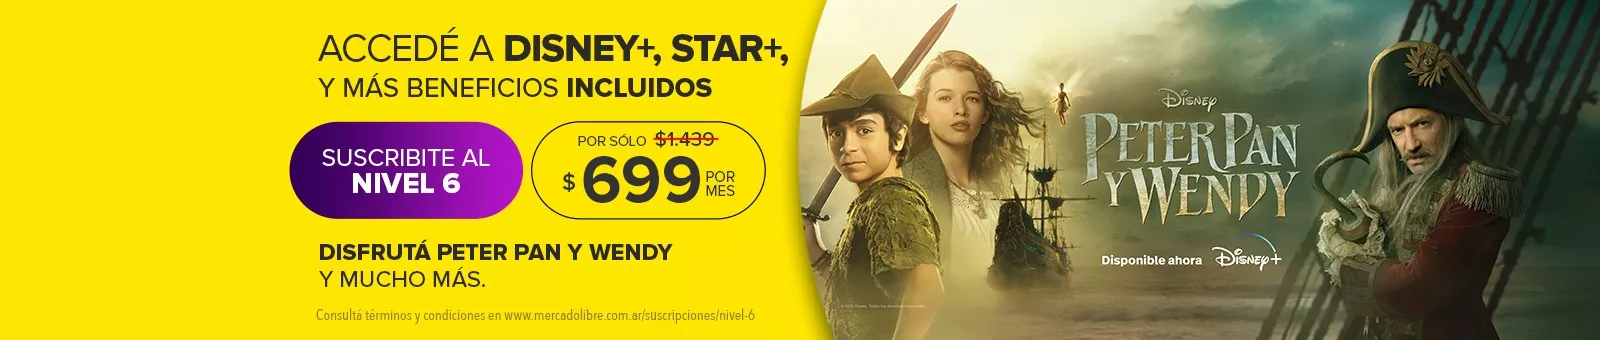 ACCEDÉ A DISNEY+, STAR+,
Y MÁS BENEFICIOS INCLUIDOS
SUSCRIBITE AL
NIVEL 6
POR SÓLO $1.439
$ 699 POR
MES
DISFRUTÁ PETER PAN Y WENDY
Y MUCHO MÁS.
Consultá términos y condiciones en www.mercadolibre.com.ar/suscripciones/nivel-6
Disney
PETER PAN
Y WENDY
Disponible ahora Disney+